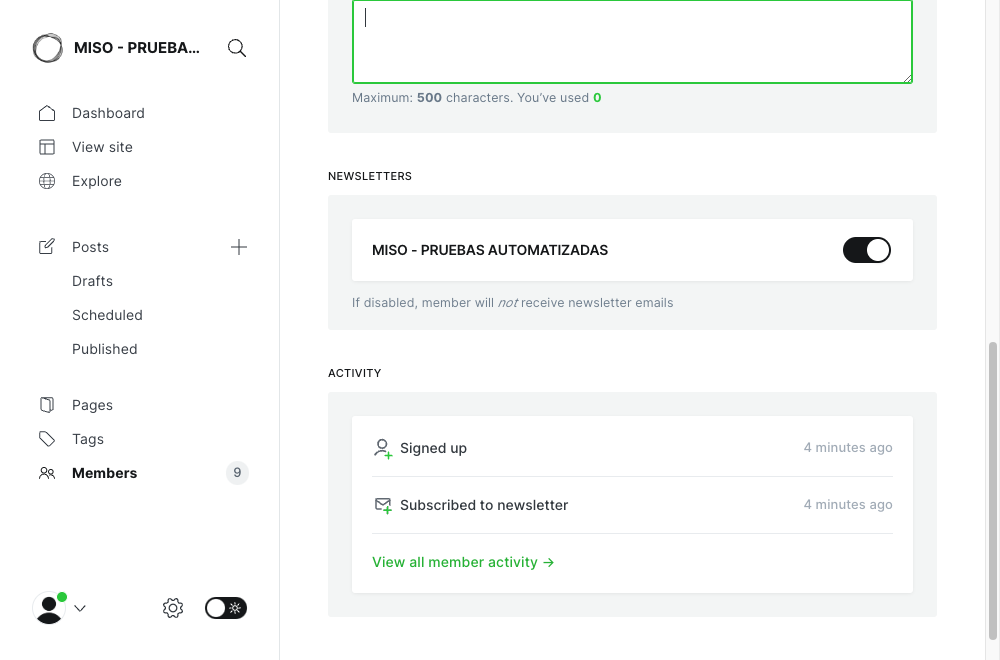 MISO - PRUEBA...
Dashboard
View site
Explore
Posts
Drafts
Scheduled
Published
Pages
Tags
Members 9
Maximum: 500 characters. You’ve used 0
NEWSLETTERS
MISO - PRUEBAS AUTOMATIZADAS
If disabled, member will not receive newsletter emails
ACTIVITY
Signed up 4 minutes ago
Subscribed to newsletter 4 minutes ago
View all member activity →